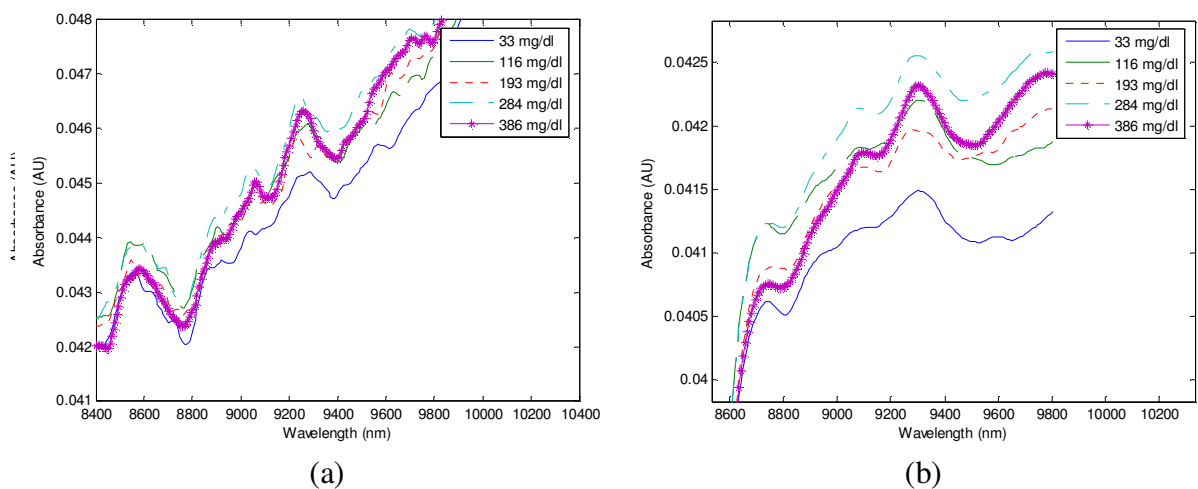 0.048
0.047
0.046
0.045
0.044
0.043
0.042
0.041
8400 8600 8800 9000 9200 9400 9600 9800 10000 10200 10400
Wavelength (nm)
Absorbance (AU)
Absorbance (AU)
33 mg/dl
116 mg/dl
193 mg/dl
284 mg/dl
386 mg/dl
(a)
0.0425
0.042
0.0415
0.041
0.0405
0.04
8600 8800 9000 9200 9400 9600 9800 10000 10200
Wavelength (nm)
Absorbance (AU)
33 mg/dl
116 mg/dl
193 mg/dl
284 mg/dl
386 mg/dl
(b)